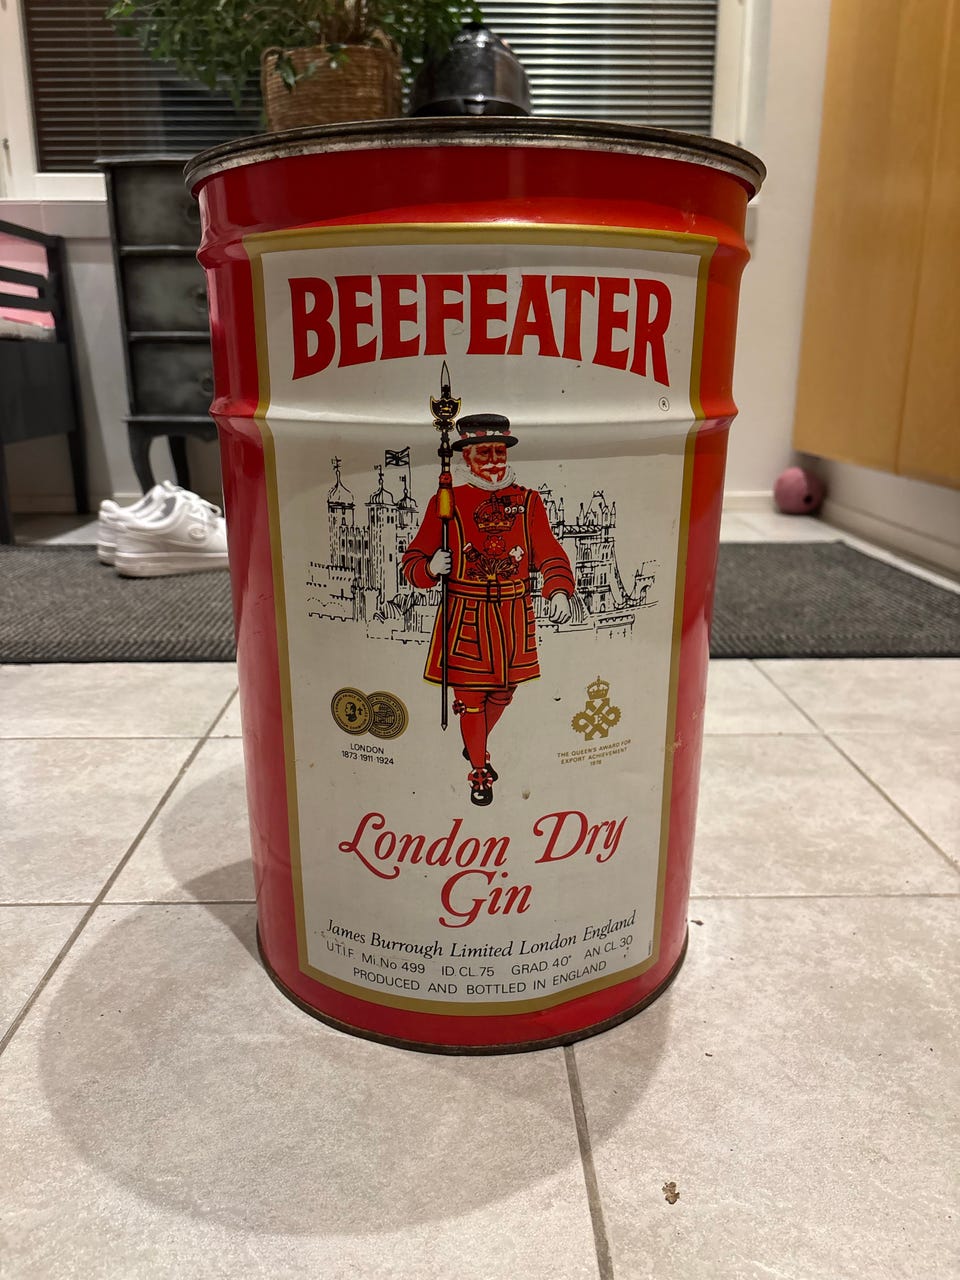 BEEFEATER
®
LONDON
1873·1911·1924
THE QUEEN'S AWARD FOR
EXPORT ACHIEVEMENT
E
London Dry
Gin
James Burrough Limited London England
U.T.I.F. Mi.No 499 ID CL.75 GRAD 40° AN CL 30
PRODUCED AND BOTTLED IN ENGLAND